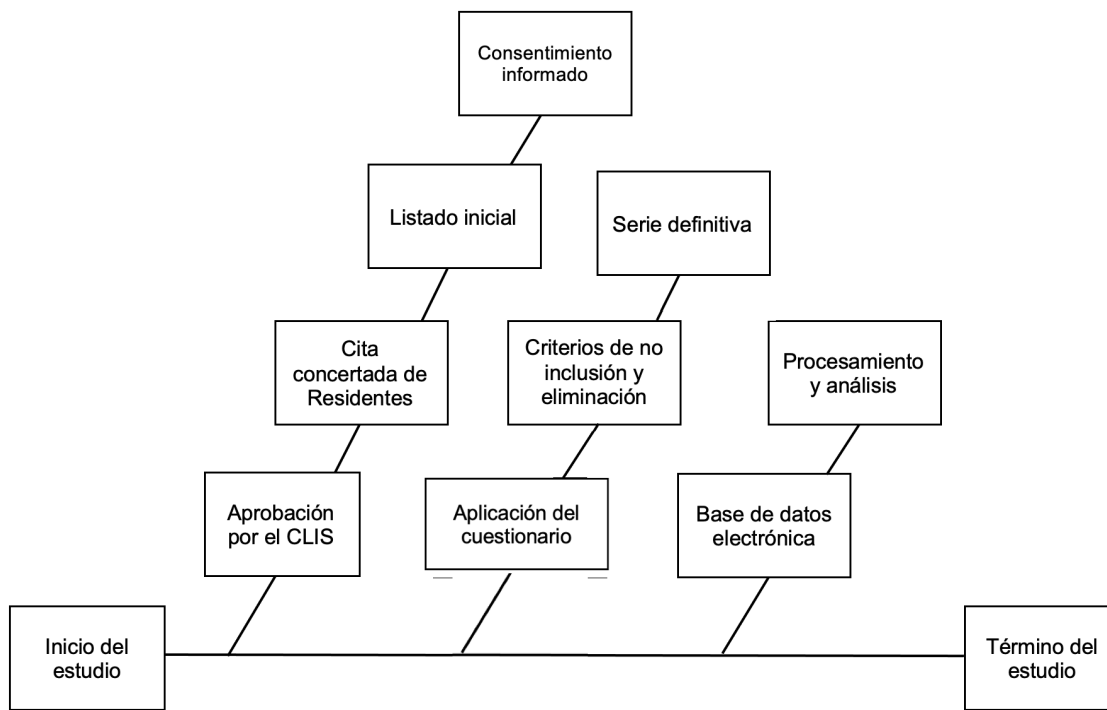 Consentimiento
informado
Listado inicial
Serie definitiva
Cita
concertada de
Residentes
Criterios de no
inclusión y
eliminación
Procesamiento
y análisis
Aprobación
por el CLIS
Aplicación del
cuestionario
Base de datos
electrónica
Inicio del
estudio
Término del
estudio